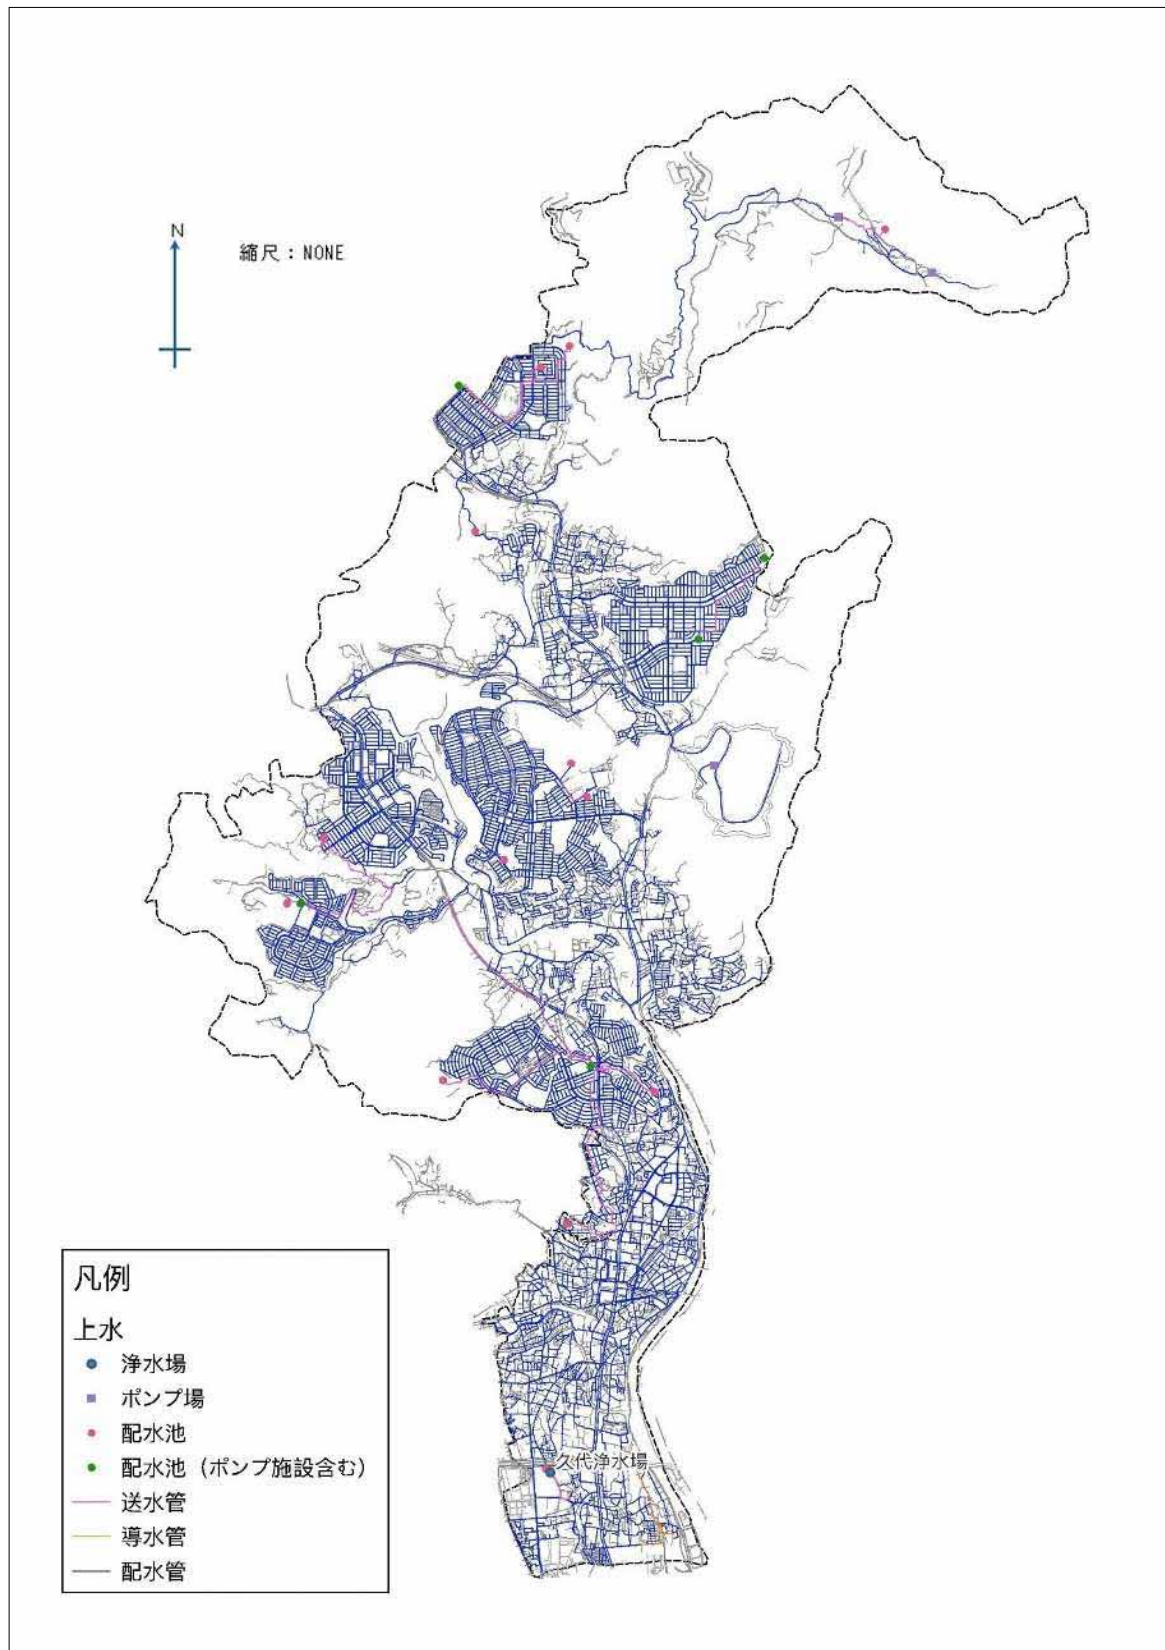 N
縮尺：NONE
久代浄水場
凡例
上水
浄水場
ポンプ場
配水池
配水池（ポンプ施設含む）
送水管
導水管
配水管